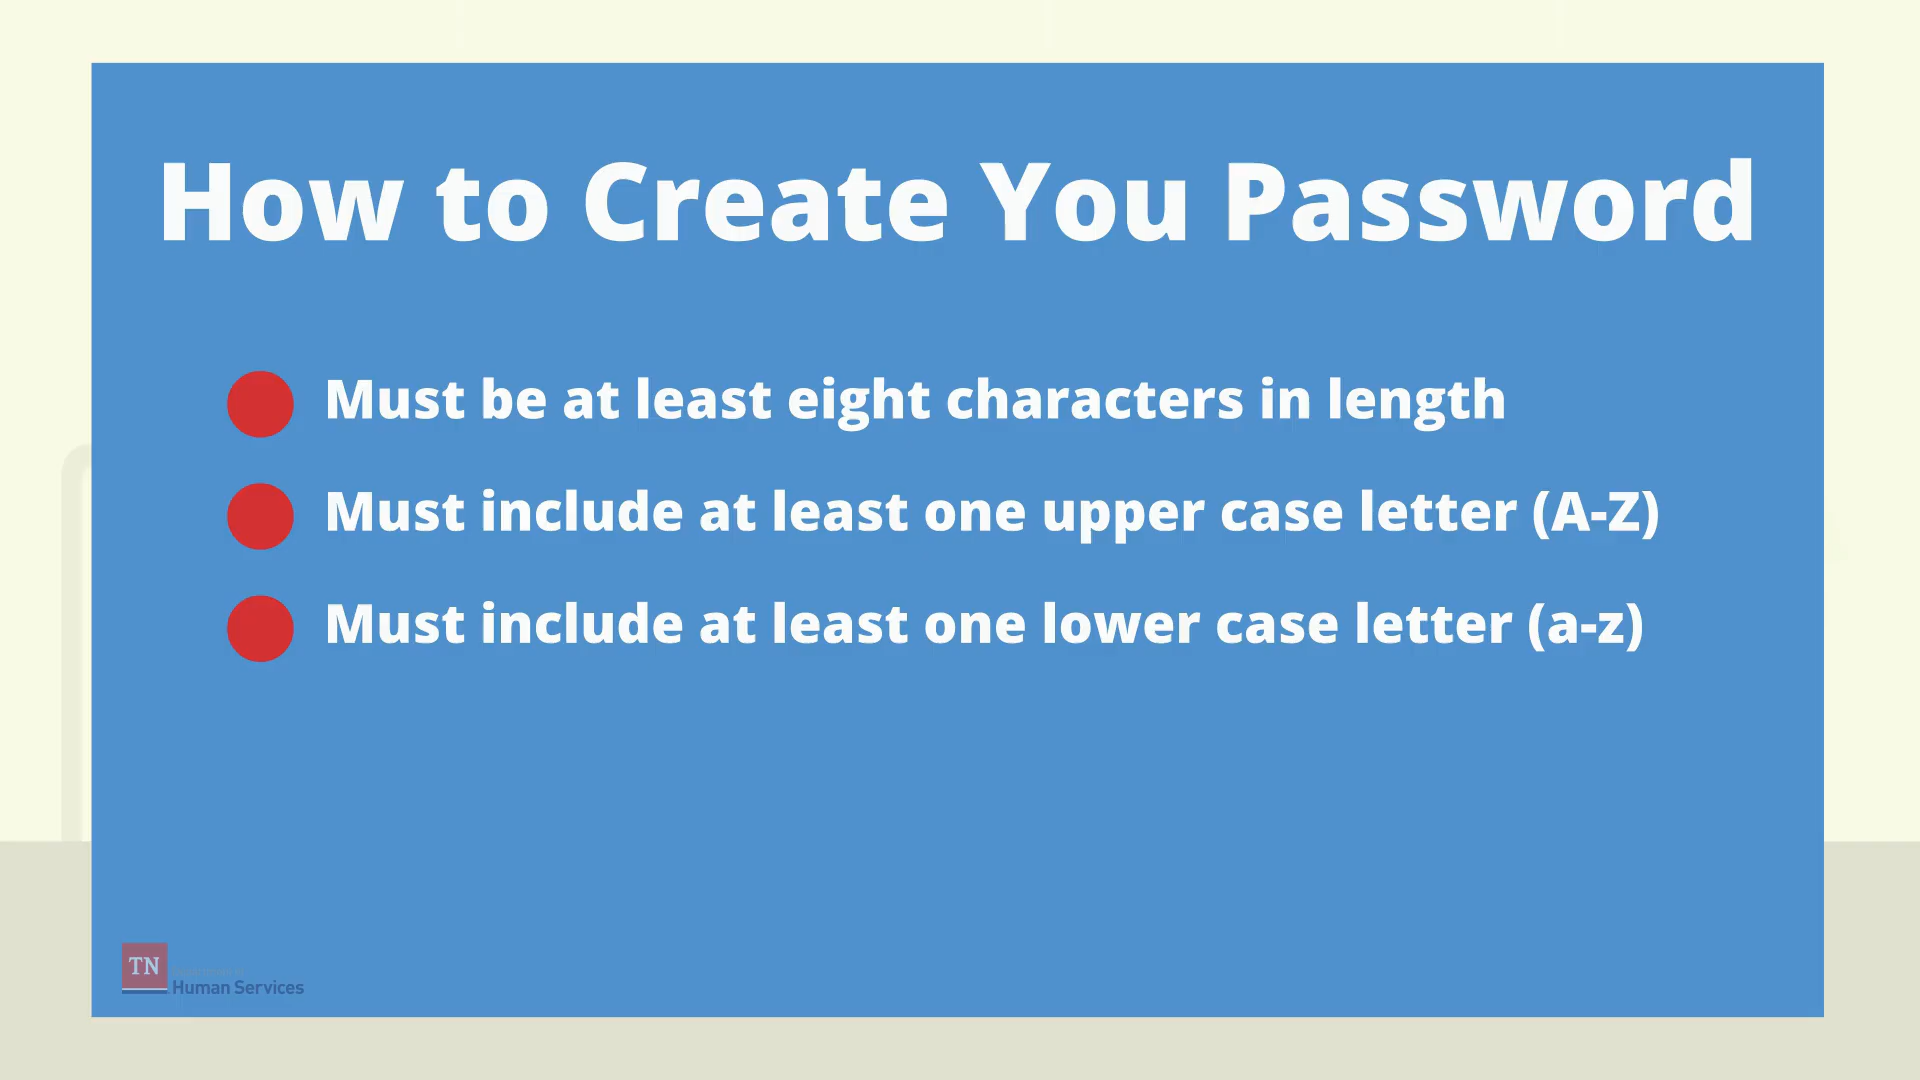 How to Create You Password
Must be at least eight characters in length
Must include at least one upper case letter (A-Z)
Must include at least one lower case letter (a-z)
TN
Human Services